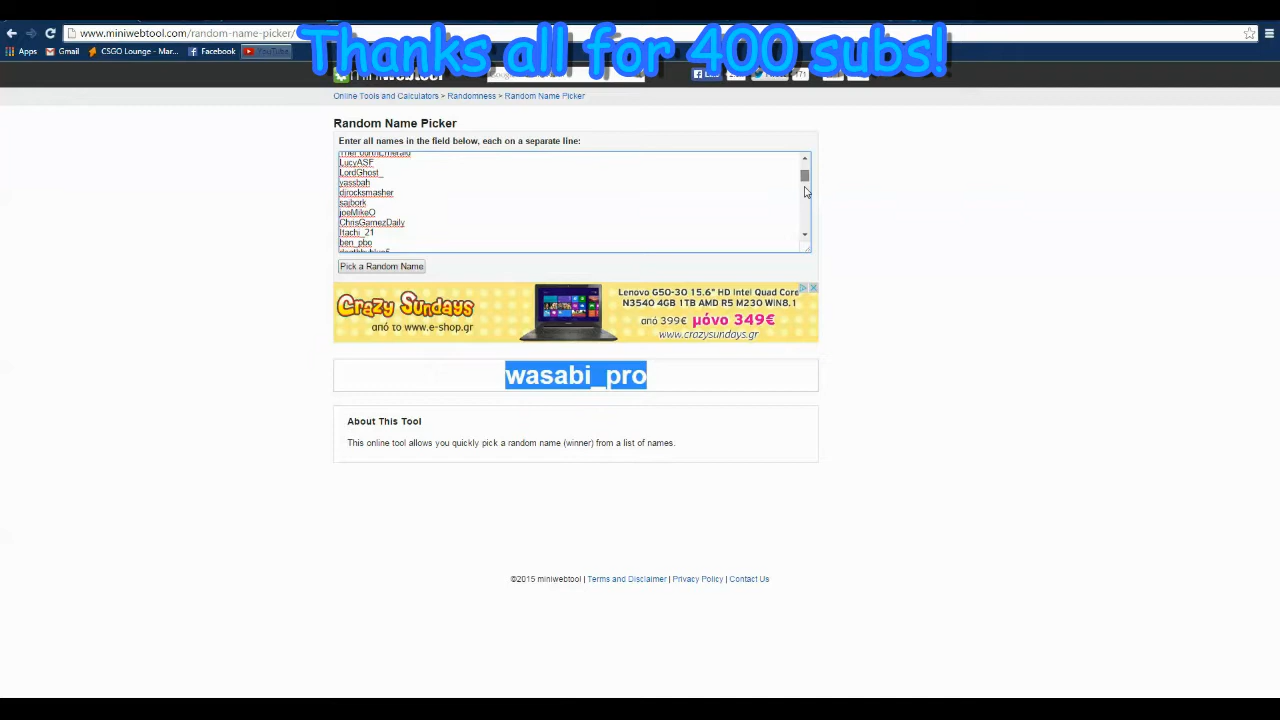 www.miniwebtool.com/random-name-picker/
Thanks all for 400 subs!
Apps Gmail CSGO Lounge - Mar... Facebook YouTube
miniwebtool
Online Tools and Calculators > Randomness > Random Name Picker
Random Name Picker
Enter all names in the field below, each on a separate line:
TheFourthEmerald
LucyASF
LordGhost_
yassbah
djrocksmasher
sajbork
joeMikeO
ChrisGamezDaily
Itachi_21
ben_pbo
Pick a Random Name
Crazy Sundays
από το www.e-shop.gr
Lenovo G50-30 15.6" HD Intel Quad Core
N3540 4GB 1TB AMD R5 M230 WIN8.1
από 399€ μόνο 349€
www.crazysundays.gr
wasabi_pro
About This Tool
This online tool allows you quickly pick a random name (winner) from a list of names.
©2015 miniwebtool | Terms and Disclaimer | Privacy Policy | Contact Us